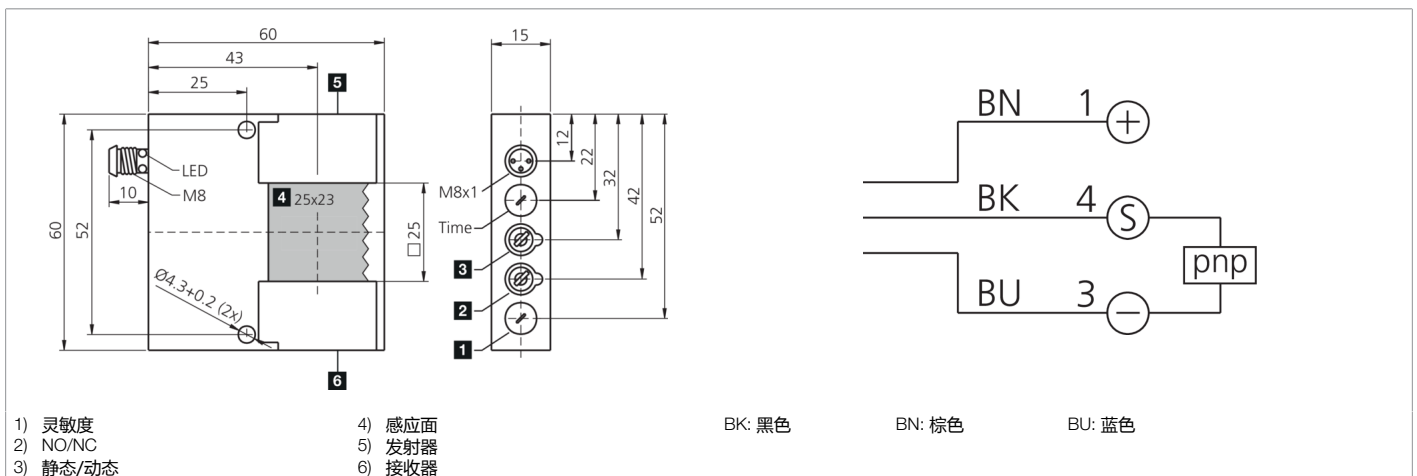 60
43
25
5
LED
M8
10
60
52
4 25x23
□ 25
Ø4.3+0.2 (2x)
6
15
12
22
32
42
52
M8x1
Time
3
2
1
BN 1 +
BK 4 S
pnp
BU 3 −
1) 灵敏度
2) NO/NC
3) 静态/动态
4) 感应面
5) 发射器
6) 接收器
BK: 黑色
BN: 棕色
BU: 蓝色